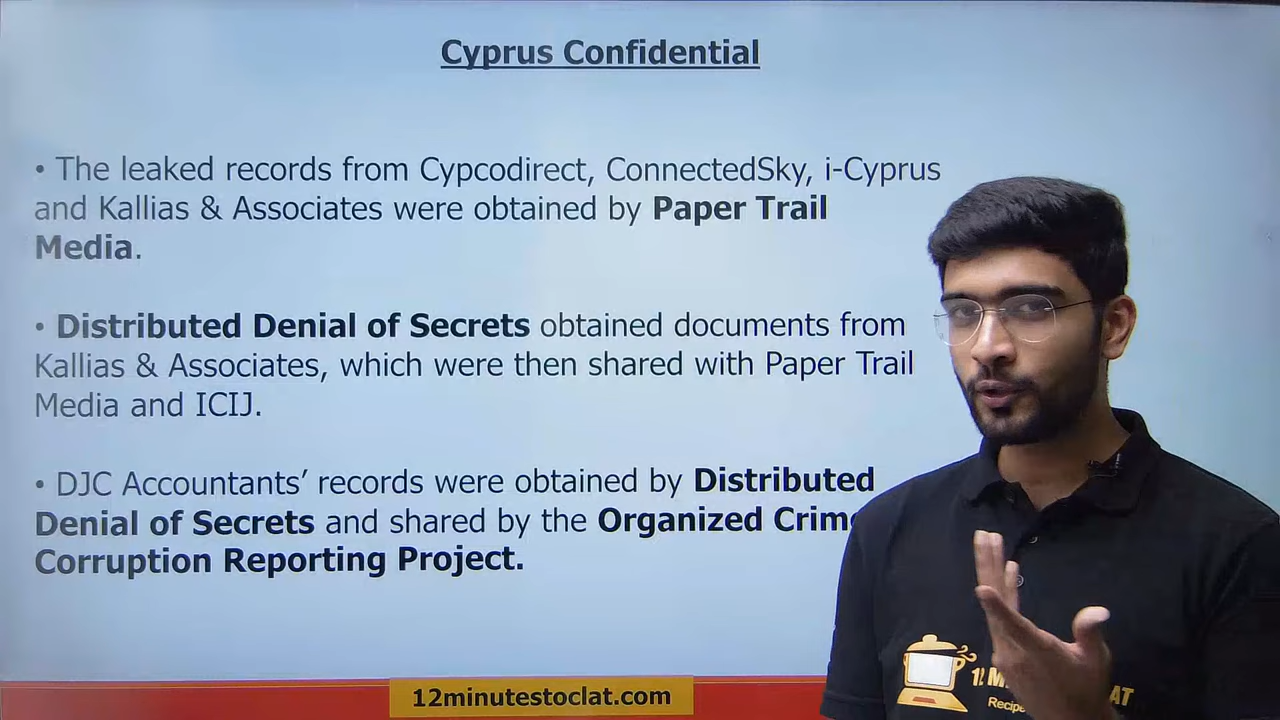 Cyprus Confidential
• The leaked records from Cypcodirect, ConnectedSky, i-Cyprus
and Kallias & Associates were obtained by Paper Trail
Media.
• Distributed Denial of Secrets obtained documents from
Kallias & Associates, which were then shared with Paper Trail
Media and ICIJ.
• DJC Accountants’ records were obtained by Distributed
Denial of Secrets and shared by the Organized
Corruption Reporting Project.
12minutestoclat.com